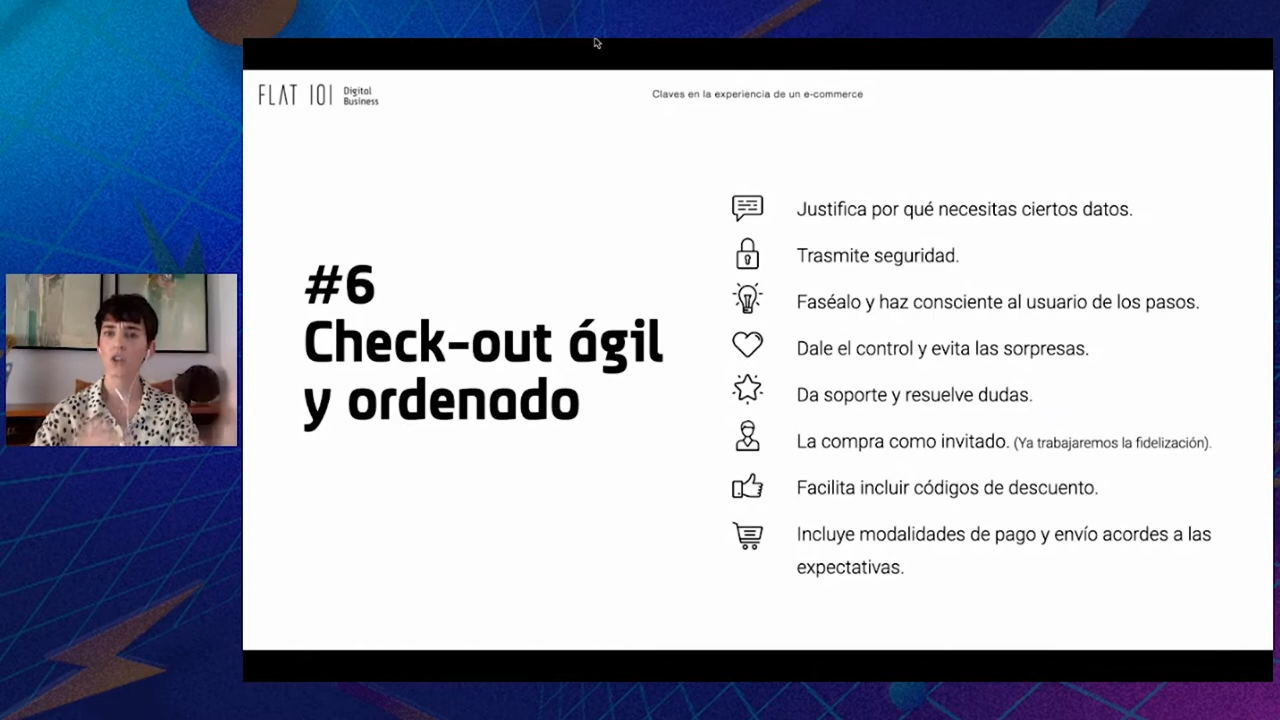 FLAT 101 Digital Business
Claves en la experiencia de un e-commerce
#6
Check-out ágil
y ordenado
Justifica por qué necesitas ciertos datos.
Trasmite seguridad.
Faséalo y haz consciente al usuario de los pasos.
Dale el control y evita las sorpresas.
Da soporte y resuelve dudas.
La compra como invitado. (Ya trabajaremos la fidelización).
Facilita incluir códigos de descuento.
Incluye modalidades de pago y envío acordes a las
expectativas.